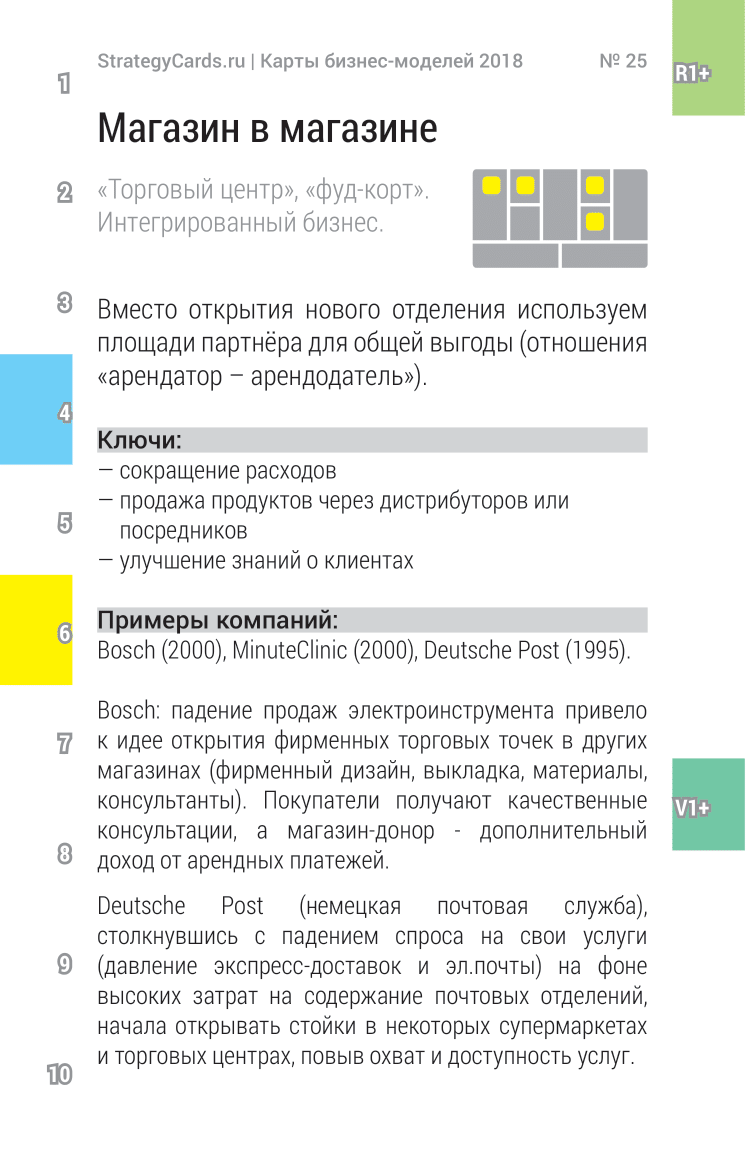 StrategyCards.ru | Карты бизнес-моделей 2018 № 25
R1+
1
Магазин в магазине
2
«Торговый центр», «фуд-корт».
Интегрированный бизнес.
3
Вместо открытия нового отделения используем
площади партнёра для общей выгоды (отношения
«арендатор – арендодатель»).
4
Ключи:
— сокращение расходов
— продажа продуктов через дистрибуторов или
посредников
5
— улучшение знаний о клиентах
Примеры компаний:
6
Bosch (2000), MinuteClinic (2000), Deutsche Post (1995).
Bosch: падение продаж электроинструмента привело
к идее открытия фирменных торговых точек в других
7
магазинах (фирменный дизайн, выкладка, материалы,
консультанты). Покупатели получают качественные
V1+
консультации, а магазин-донор - дополнительный
доход от арендных платежей.
8
Deutsche Post (немецкая почтовая служба),
столкнувшись с падением спроса на свои услуги
(давление экспресс-доставок и эл.почты) на фоне
9
высоких затрат на содержание почтовых отделений,
начала открывать стойки в некоторых супермаркетах
и торговых центрах, повыв охват и доступность услуг.
10